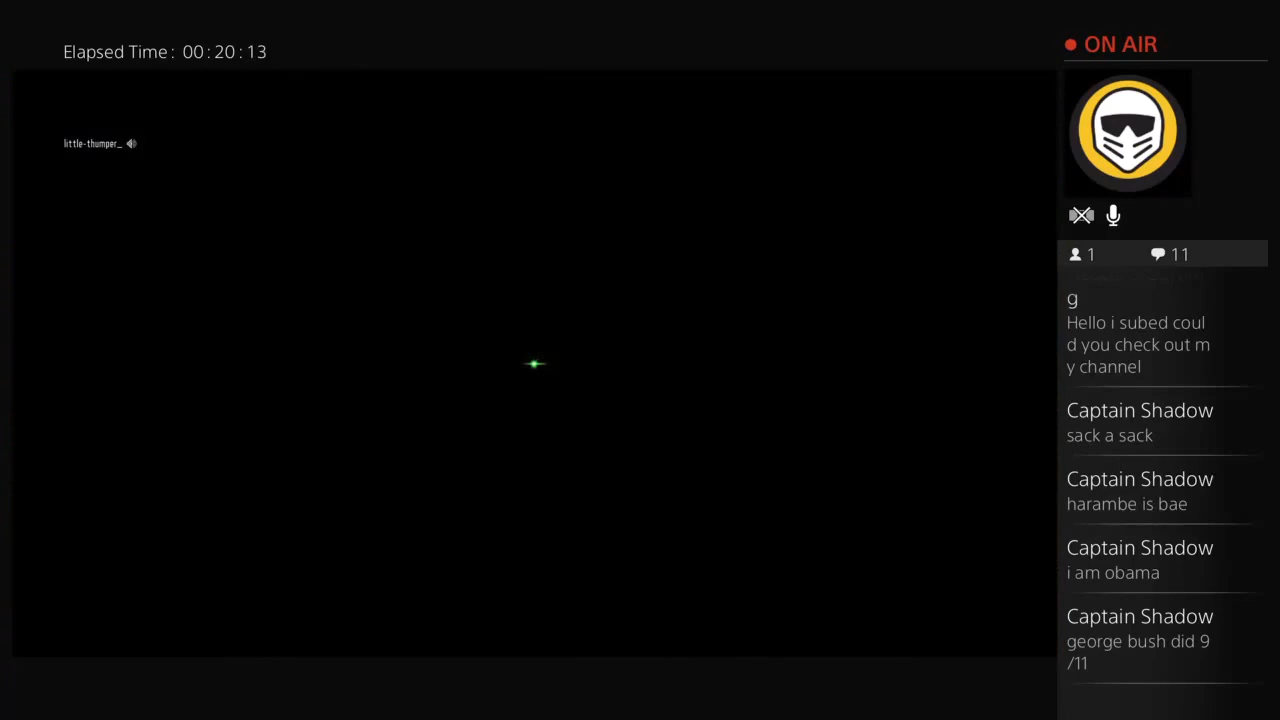 Elapsed Time: 00:20:13
little-thumper_
ON AIR
1
11
g
Hello i subed coul
d you check out m
y channel
Captain Shadow
sack a sack
Captain Shadow
harambe is bae
Captain Shadow
i am obama
Captain Shadow
george bush did 9
/11